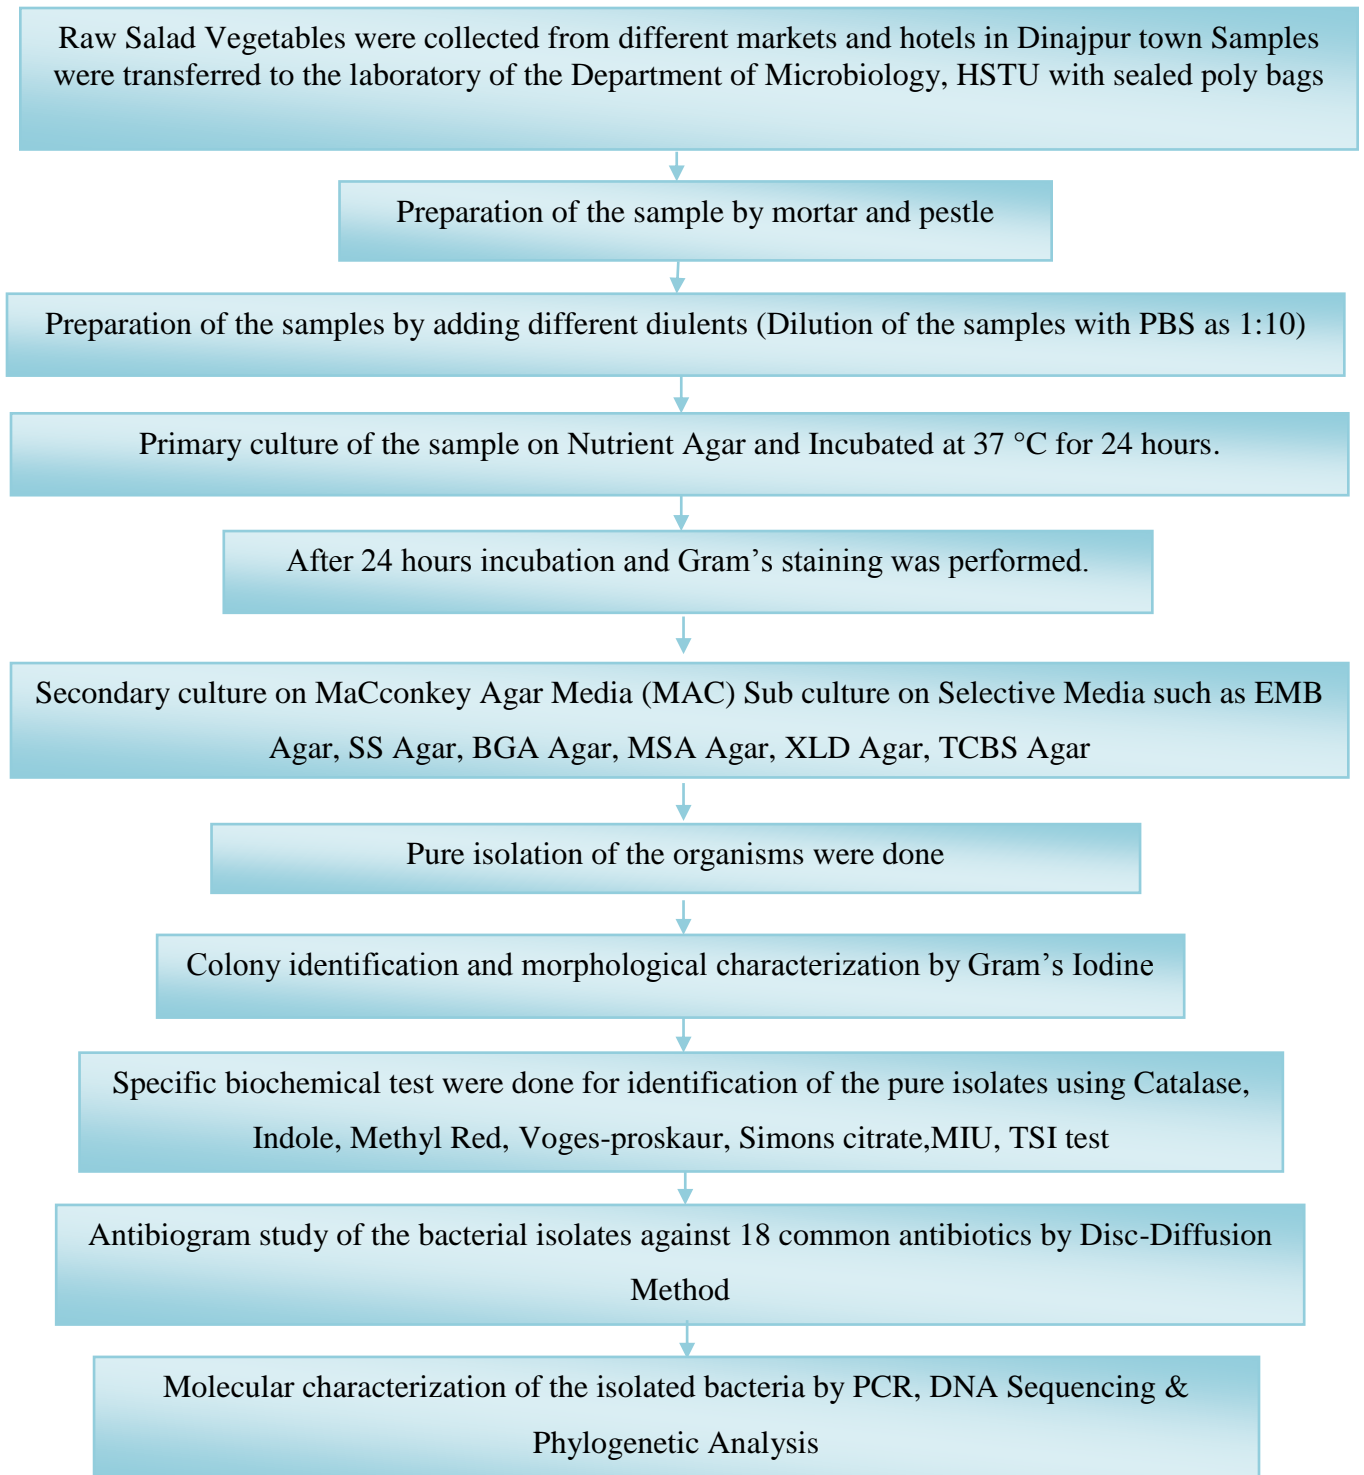 Raw Salad Vegetables were collected from different markets and hotels in Dinajpur town Samples
were transferred to the laboratory of the Department of Microbiology, HSTU with sealed poly bags
Preparation of the sample by mortar and pestle
Preparation of the samples by adding different diulents (Dilution of the samples with PBS as 1:10)
Primary culture of the sample on Nutrient Agar and Incubated at 37 °C for 24 hours.
After 24 hours incubation and Gram’s staining was performed.
Secondary culture on MaCconkey Agar Media (MAC) Sub culture on Selective Media such as EMB
Agar, SS Agar, BGA Agar, MSA Agar, XLD Agar, TCBS Agar
Pure isolation of the organisms were done
Colony identification and morphological characterization by Gram’s Iodine
Specific biochemical test were done for identification of the pure isolates using Catalase,
Indole, Methyl Red, Voges-proskaur, Simons citrate,MIU, TSI test
Antibiogram study of the bacterial isolates against 18 common antibiotics by Disc-Diffusion
Method
Molecular characterization of the isolated bacteria by PCR, DNA Sequencing &
Phylogenetic Analysis